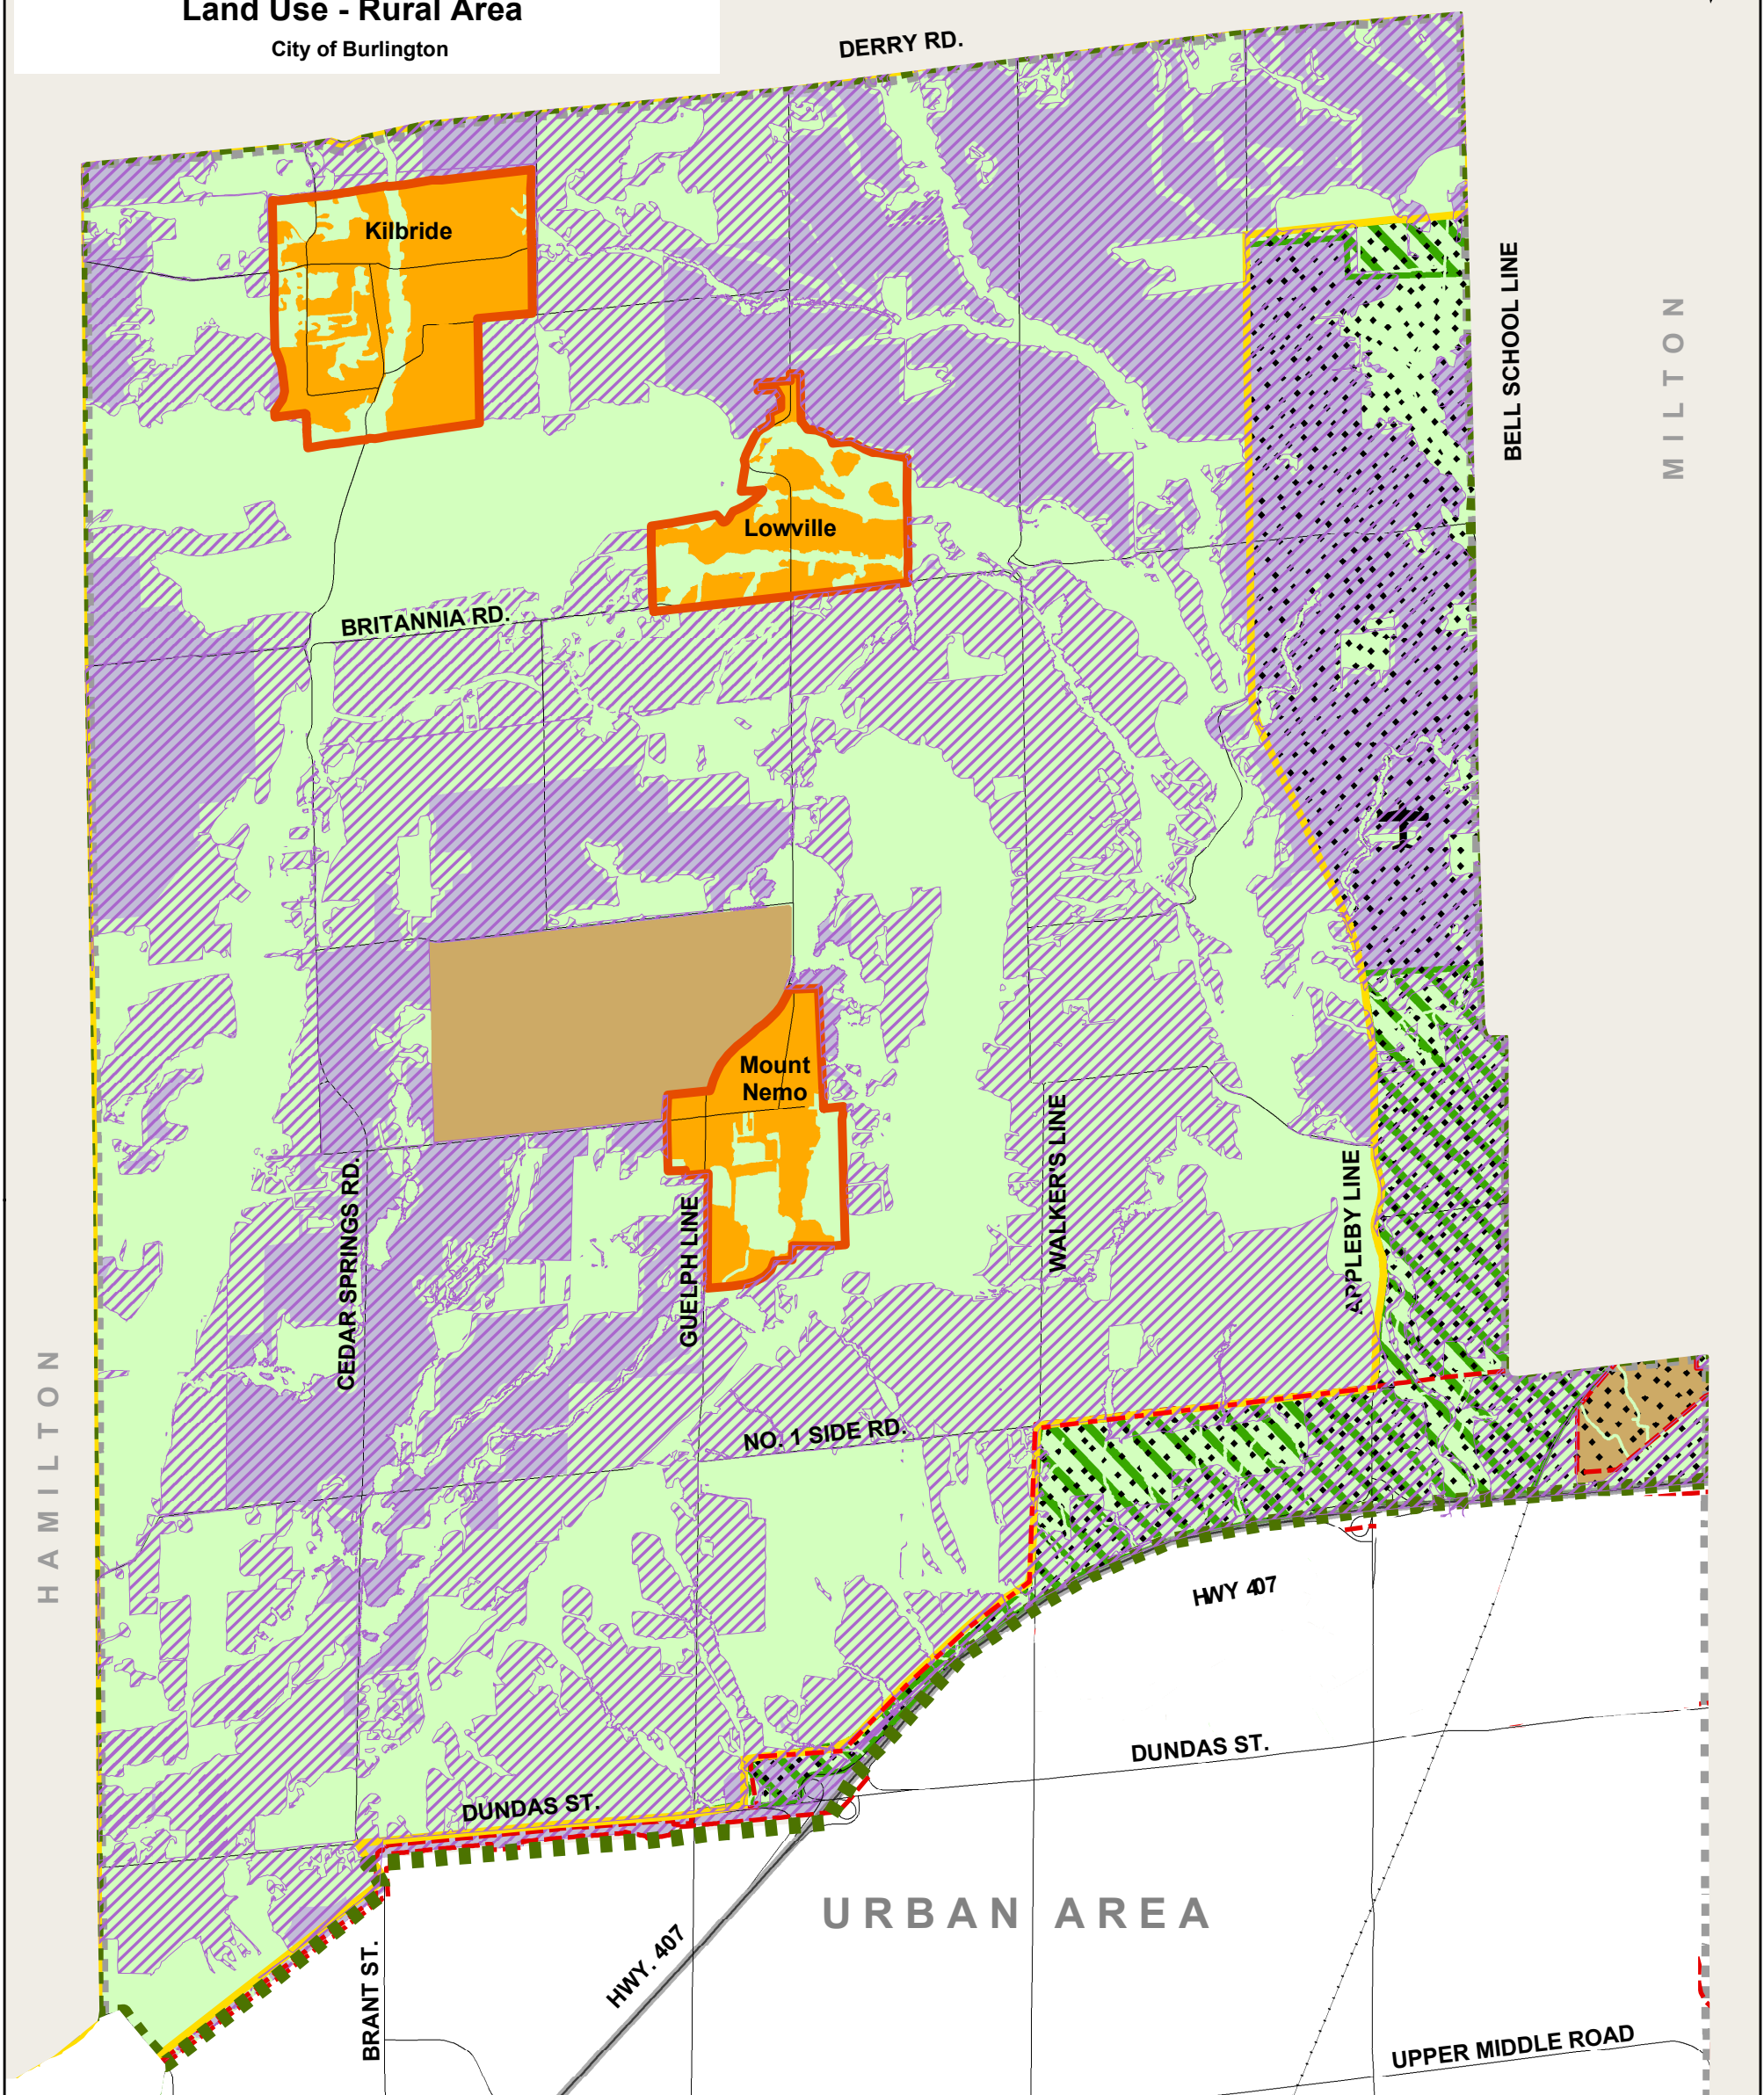 Land Use - Rural Area
City of Burlington
DERRY RD.
Kilbride
BELL SCHOOL LINE
MILTON
Lowville
BRITANNIA RD.
Mount
Nemo
WALKER'S LINE
APPLEBY LINE
CEDAR SPRINGS RD.
GUELPH LINE
HAMILTON
NO. 1 SIDE RD.
HWY 407
DUNDAS ST.
DUNDAS ST.
URBAN AREA
HWY. 407
BRANT ST.
UPPER MIDDLE ROAD